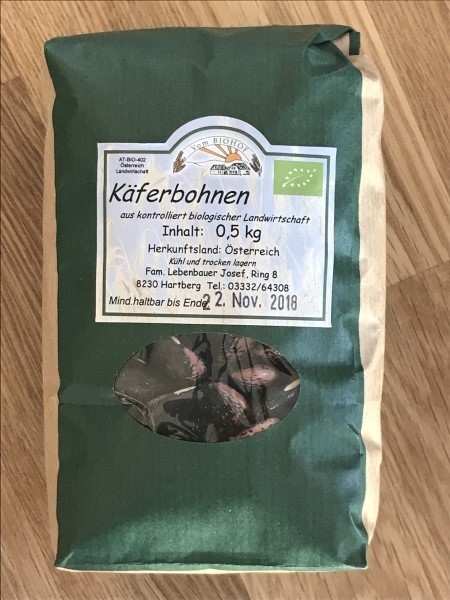 Vom BIOHOF
AT-BIO-402
Österreich
Landwirtschaft
Käferbohnen
aus kontrolliert biologischer Landwirtschaft
Inhalt: 0,5 kg
Herkunftsland: Österreich
Kühl und trocken lagern
Fam. Lebenbauer Josef, Ring 8
8230 Hartberg Tel.: 03332/64308
Mind.haltbar bis Ende 22. Nov. 2018